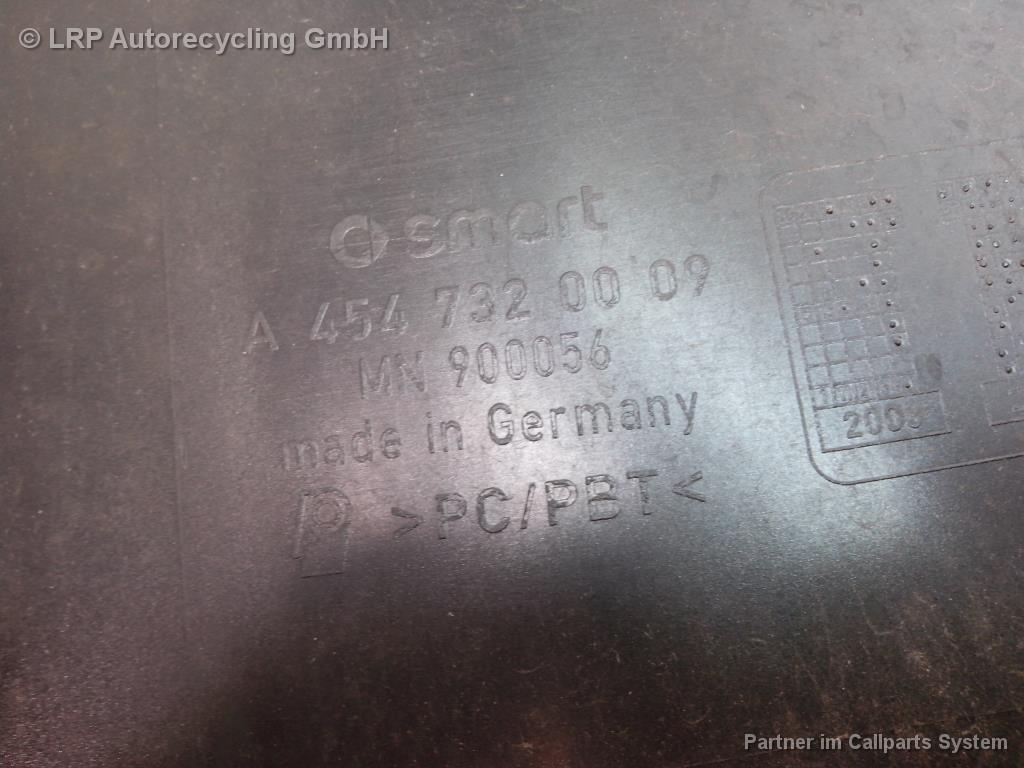 © LRP Autorecycling GmbH
smart
A 454 732 00 09
MN 900056
made in Germany
>PC/PBT<
Partner im Callparts System